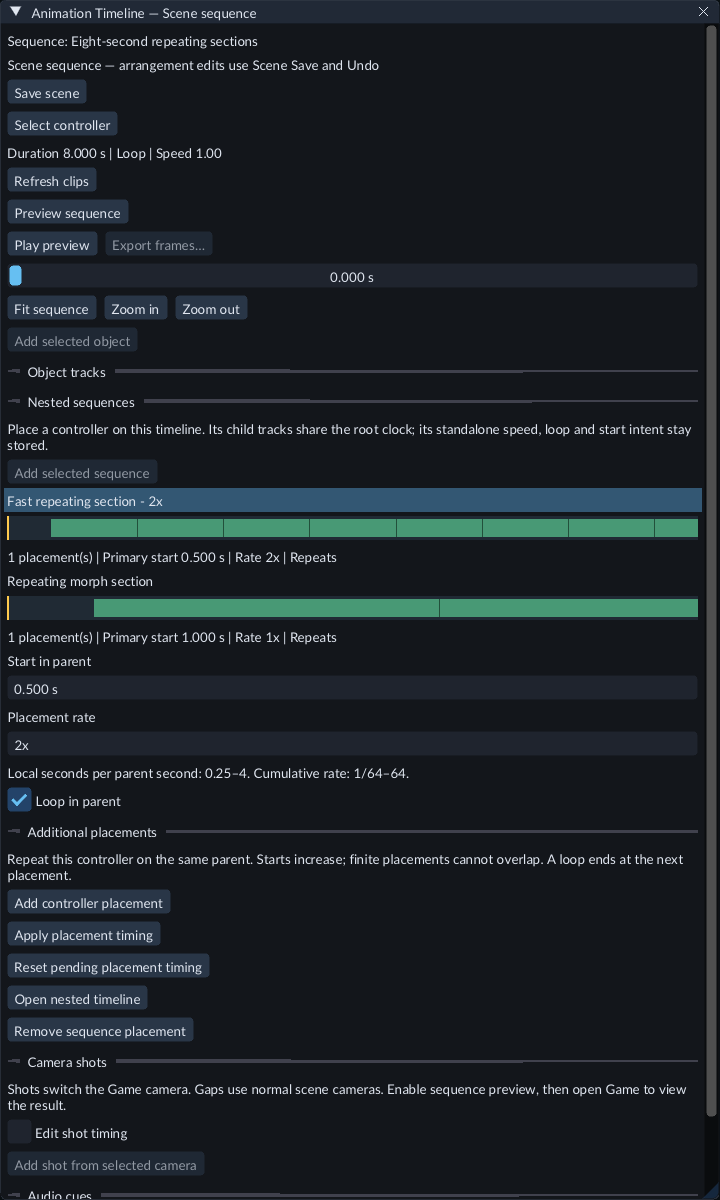 Animation Timeline — Scene sequence
Sequence: Eight-second repeating sections
Scene sequence — arrangement edits use Scene Save and Undo
Save scene
Select controller
Duration 8.000 s | Loop | Speed 1.00
Refresh clips
Preview sequence
Play preview Export frames...
0.000 s
Fit sequence Zoom in Zoom out
Add selected object
Object tracks
Nested sequences
Place a controller on this timeline. Its child tracks share the root clock; its standalone speed, loop and start intent stay
stored.
Add selected sequence
Fast repeating section - 2x
1 placement(s) | Primary start 0.500 s | Rate 2x | Repeats
Repeating morph section
1 placement(s) | Primary start 1.000 s | Rate 1x | Repeats
Start in parent
0.500 s
Placement rate
2x
Local seconds per parent second: 0.25–4. Cumulative rate: 1/64–64.
Loop in parent
Additional placements
Repeat this controller on the same parent. Starts increase; finite placements cannot overlap. A loop ends at the next
placement.
Add controller placement
Apply placement timing
Reset pending placement timing
Open nested timeline
Remove sequence placement
Camera shots
Shots switch the Game camera. Gaps use normal scene cameras. Enable sequence preview, then open Game to view
the result.
Edit shot timing
Add shot from selected camera
Audio cues